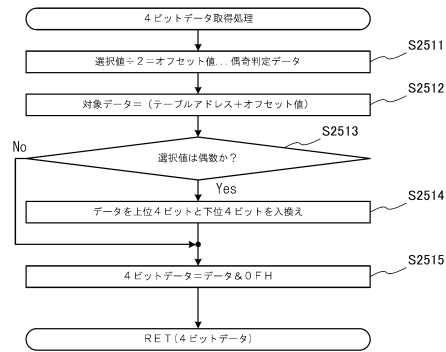 4ビットデータ取得処理
S2511
選択値÷2=オフセット値...偶奇判定データ
S2512
対象データ=(テーブルアドレス+オフセット値)
S2513
No
選択値は偶数か?
Yes
S2514
データを上位4ビットと下位4ビットを入換え
S2515
4ビットデータ=データ&0FH
RET(4ビットデータ)